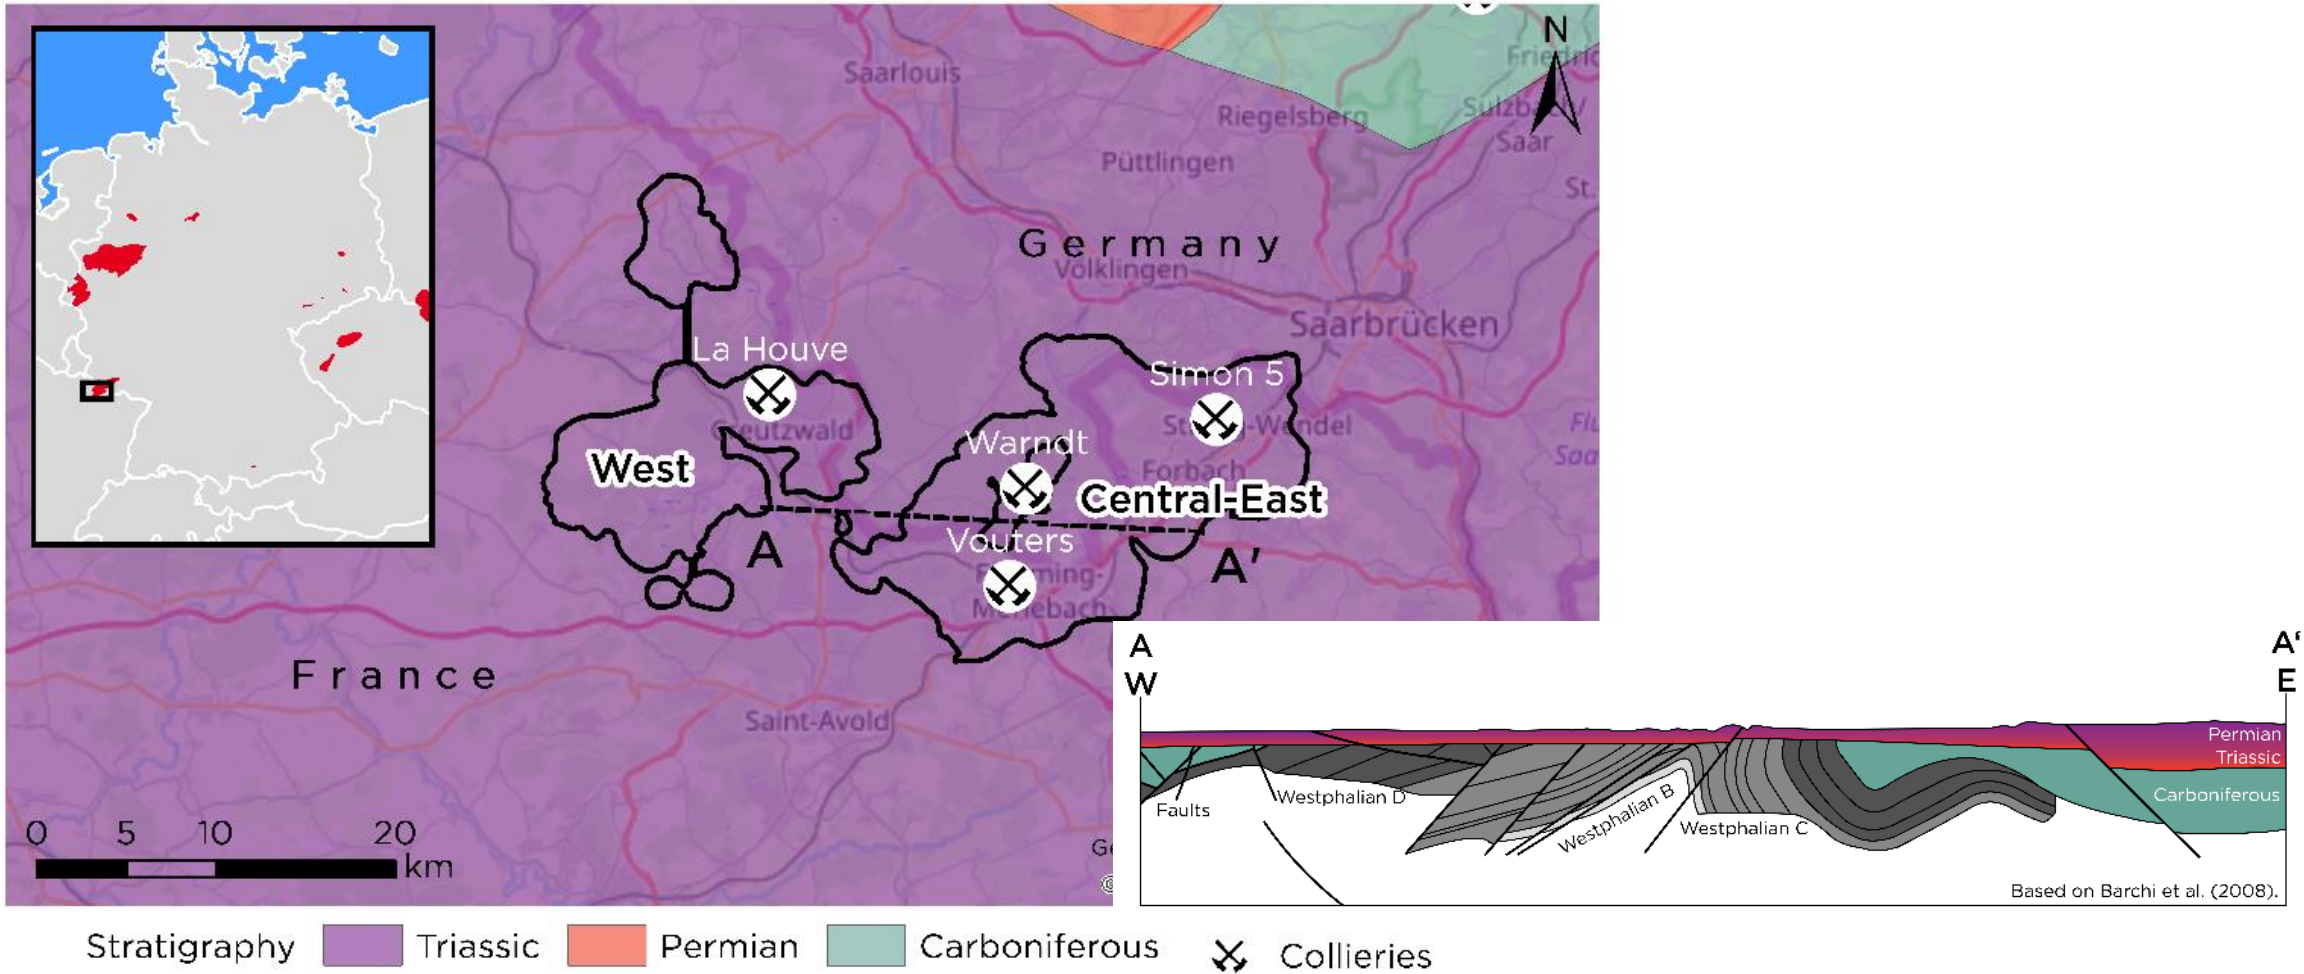 N
Saarlouis
Friedric
Riegelsberg
Sulzbach/
Saar
Püttlingen
St.
Germany
Völklingen
Saarbrücken
La Houve
Simon 5
Creutzwald
Warndt
Forbach
West
Central-East
A
Vouters
A'
France
Saint-Avold
0 5 10 20
km
A
W
A'
E
Permian
Triassic
Carboniferous
Faults
Westphalian D
Westphalian B
Westphalian C
Based on Barchi et al. (2008).
Stratigraphy Triassic Permian Carboniferous Collieries